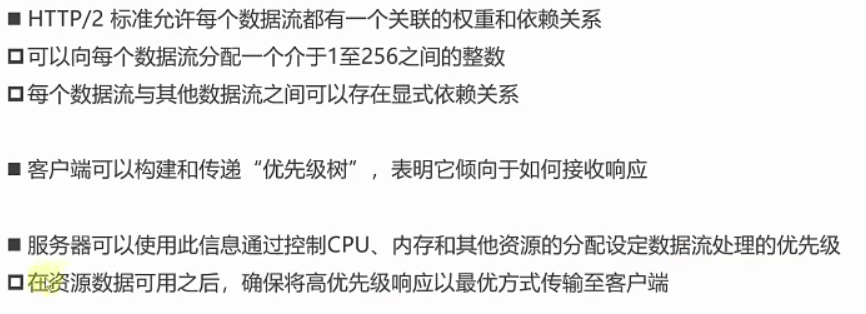 ■ HTTP/2 标准允许每个数据流都有一个关联的权重和依赖关系
□ 可以向每个数据流分配一个介于1至256之间的整数
□ 每个数据流与其他数据流之间可以存在显式依赖关系
■ 客户端可以构建和传递“优先级树”，表明它倾向于如何接收响应
■ 服务器可以使用此信息通过控制CPU、内存和其他资源的分配设定数据流处理的优先级
□ 在资源数据可用之后，确保将高优先级响应以最优方式传输至客户端